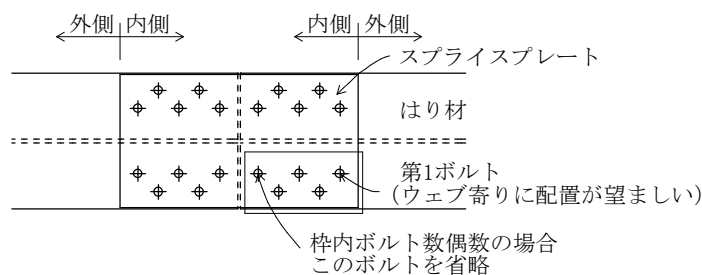 外側 内側
内側 外側
スプライスプレート
はり材
第1ボルト
（ウェブ寄りに配置が望ましい）
枠内ボルト数偶数の場合
このボルトを省略